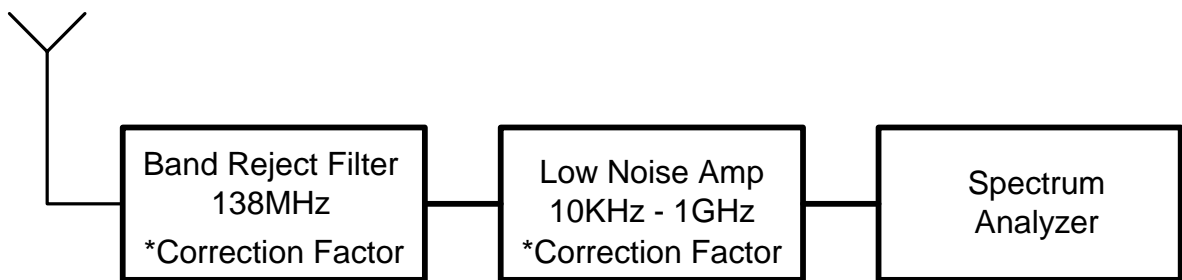 Band Reject Filter
138MHz
*Correction Factor
Low Noise Amp
10KHz - 1GHz
*Correction Factor
Spectrum
Analyzer